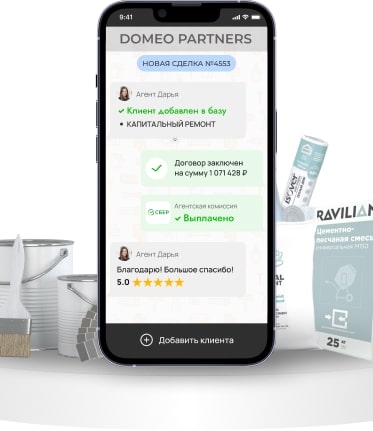 9:41
DOMEO PARTNERS
НОВАЯ СДЕЛКА №4553
Агент Дарья
Клиент добавлен в базу
• КАПИТАЛЬНЫЙ РЕМОНТ
Договор заключен
на сумму 1 071 428 ₽
Агентская комиссия
СБЕР
Выплачено
Агент Дарья
Благодарю! Большое спасибо!
5.0
Добавить клиента
isover
RAVILIAN
Цементно-
песчаная смесь
25 кг